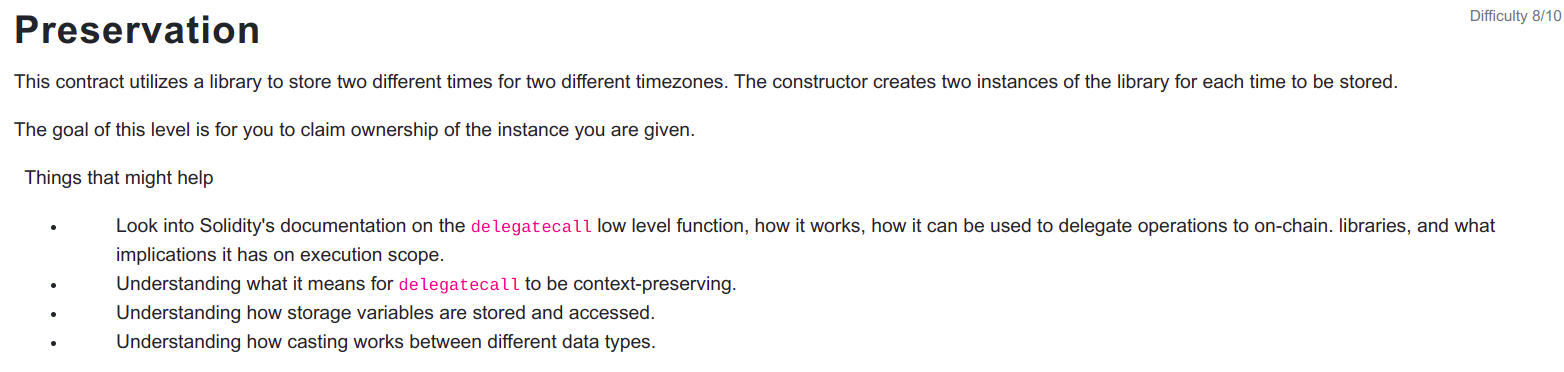 Preservation
Difficulty 8/10
This contract utilizes a library to store two different times for two different timezones. The constructor creates two instances of the library for each time to be stored.
The goal of this level is for you to claim ownership of the instance you are given.
Things that might help
• Look into Solidity's documentation on the delegatecall low level function, how it works, how it can be used to delegate operations to on-chain. libraries, and what
implications it has on execution scope.
• Understanding what it means for delegatecall to be context-preserving.
• Understanding how storage variables are stored and accessed.
• Understanding how casting works between different data types.